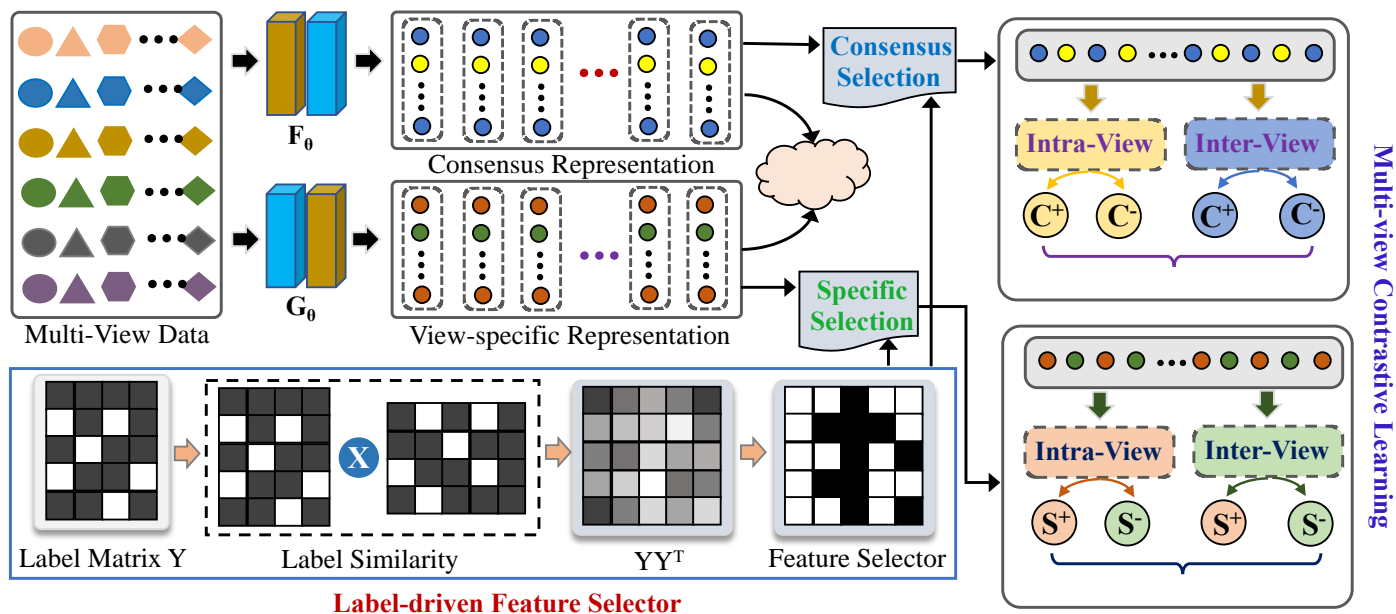 Multi-View Data
F_θ
G_θ
Consensus Representation
View-specific Representation
Consensus
Selection
Specific
Selection
Intra-View
Inter-View
C⁺
C⁻
C⁺
C⁻
Intra-View
Inter-View
S⁺
S⁻
S⁺
S⁻
Multi-view Contrastive Learning
X
Label Matrix Y
Label Similarity
YYᵀ
Feature Selector
Label-driven Feature Selector